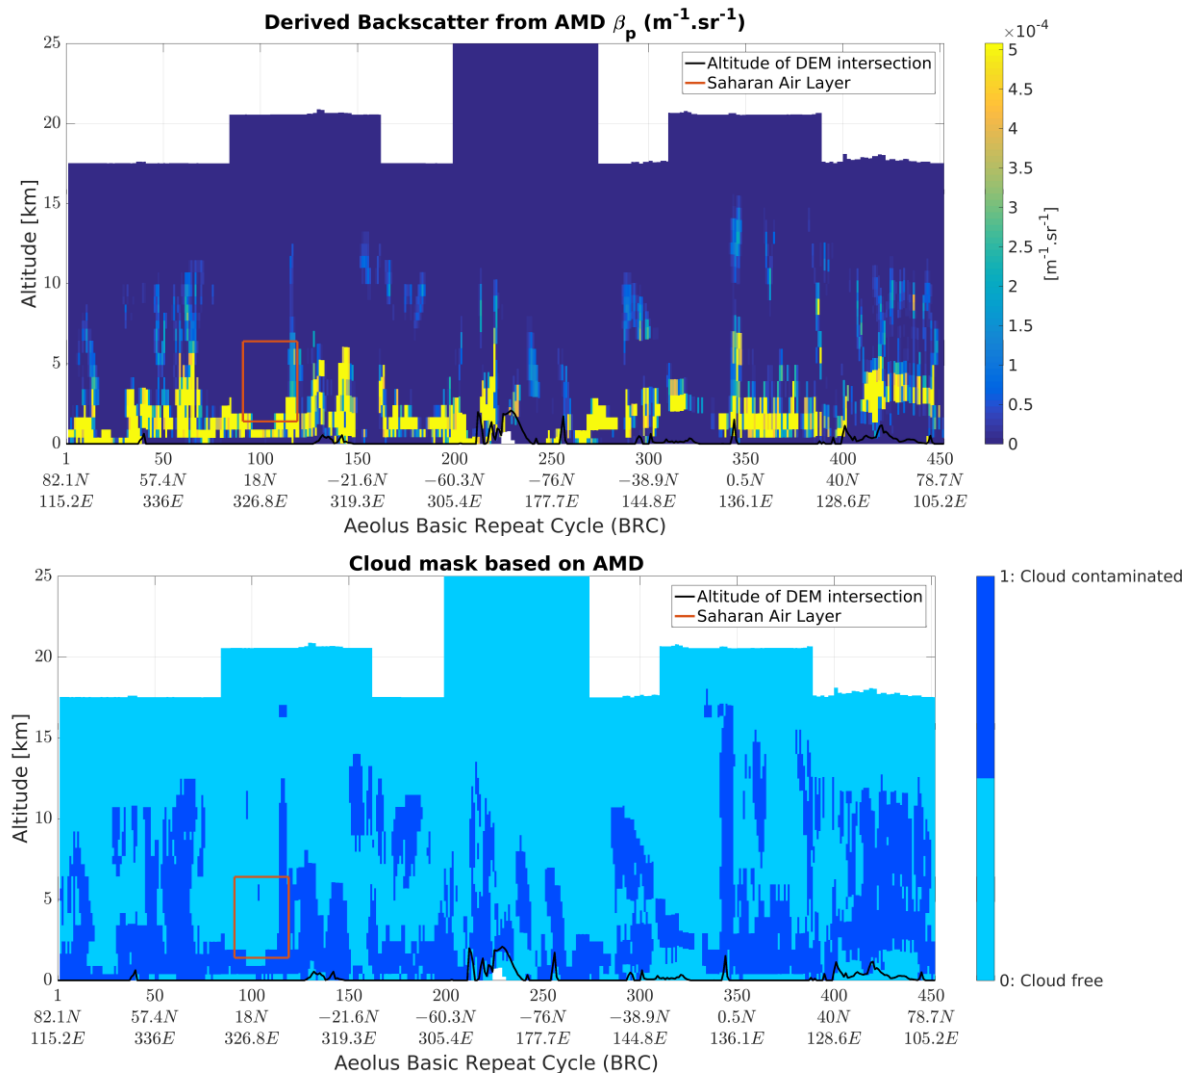 Derived Backscatter from AMD βp (m-1.sr-1)
×10-4
25
20
15
10
5
0
Altitude [km]
Altitude of DEM intersection
Saharan Air Layer
5
4.5
4
3.5
3
2.5
2
1.5
1
0.5
0
[m-1.sr-1]
1 50 100 150 200 250 300 350 400 450
82.1N 57.4N 18N −21.6N −60.3N −76N −38.9N 0.5N 40N 78.7N
115.2E 336E 326.8E 319.3E 305.4E 177.7E 144.8E 136.1E 128.6E 105.2E
Aeolus Basic Repeat Cycle (BRC)
Cloud mask based on AMD
25
20
15
10
5
0
Altitude [km]
Altitude of DEM intersection
Saharan Air Layer
1: Cloud contaminated
0: Cloud free
1 50 100 150 200 250 300 350 400 450
82.1N 57.4N 18N −21.6N −60.3N −76N −38.9N 0.5N 40N 78.7N
115.2E 336E 326.8E 319.3E 305.4E 177.7E 144.8E 136.1E 128.6E 105.2E
Aeolus Basic Repeat Cycle (BRC)